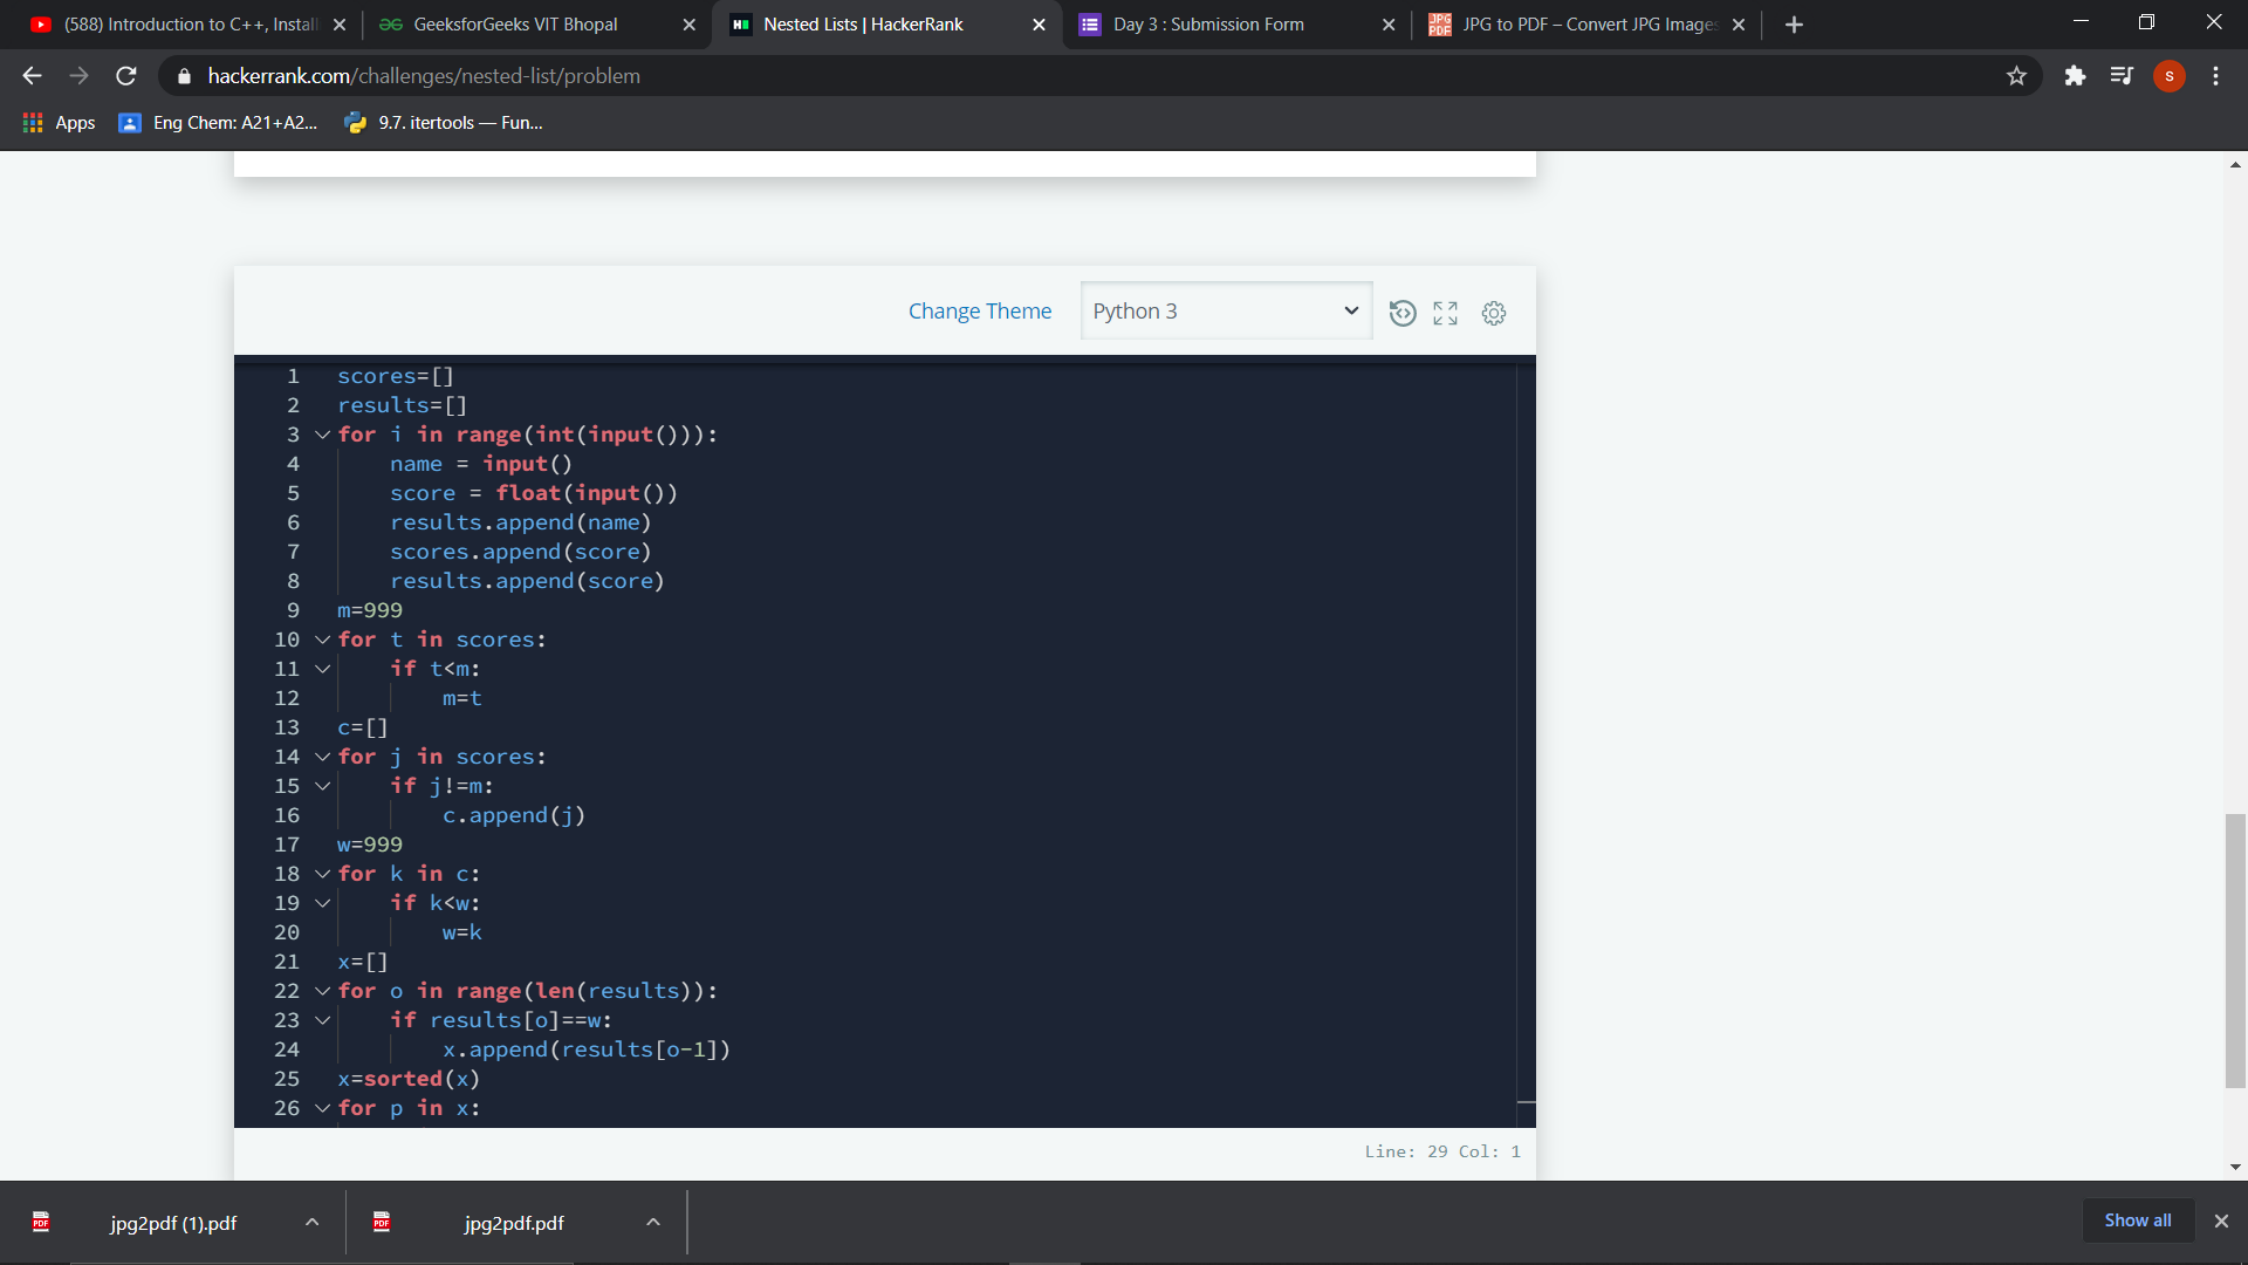 (588) Introduction to C++, Install
GeeksforGeeks VIT Bhopal
Nested Lists | HackerRank
Day 3 : Submission Form
JPG to PDF – Convert JPG Images
hackerrank.com/challenges/nested-list/problem
S
Apps
Eng Chem: A21+A2...
9.7. itertools — Fun...
Change Theme
Python 3
1 scores=[]
2 results=[]
3 for i in range(int(input())):
4     name = input()
5     score = float(input())
6     results.append(name)
7     scores.append(score)
8     results.append(score)
9 m=999
10 for t in scores:
11     if t<m:
12         m=t
13 c=[]
14 for j in scores:
15     if j!=m:
16         c.append(j)
17 w=999
18 for k in c:
19     if k<w:
20         w=k
21 x=[]
22 for o in range(len(results)):
23     if results[o]==w:
24         x.append(results[o-1])
25 x=sorted(x)
26 for p in x:
Line: 29 Col: 1
PDF jpg2pdf (1).pdf
PDF jpg2pdf.pdf
Show all